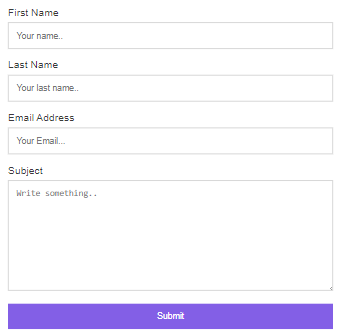 First Name
Your name..
Last Name
Your last name..
Email Address
Your Email...
Subject
Write something..
Submit